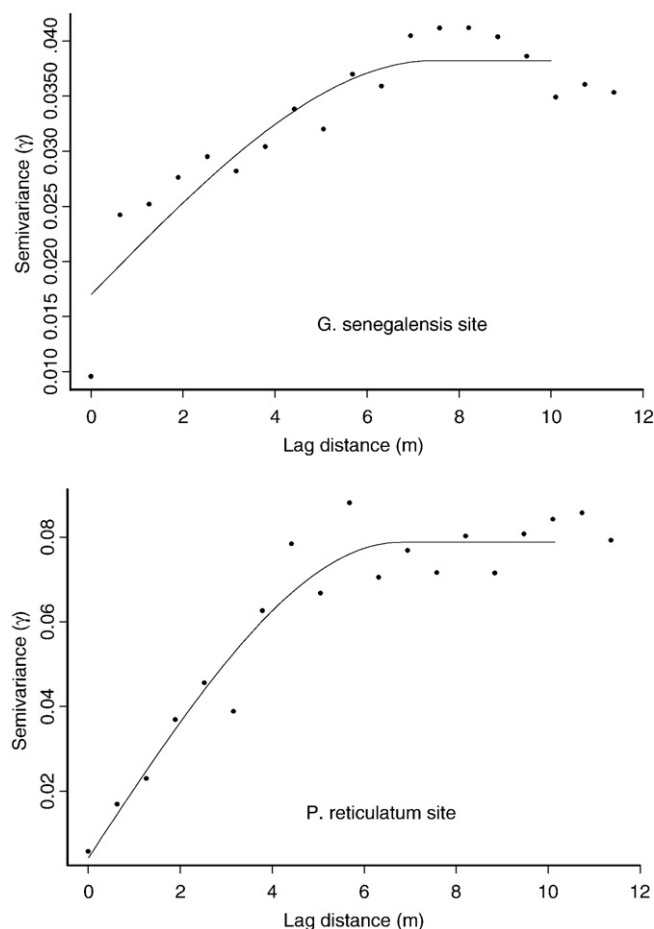 Semivariance (γ)
.040
0.0350
0.030
0.025
0.020
0.015
0.010
G. senegalensis site
0 2 4 6 8 10 12
Lag distance (m)
Semivariance (γ)
0.08
0.06
0.04
0.02
P. reticulatum site
0 2 4 6 8 10 12
Lag distance (m)